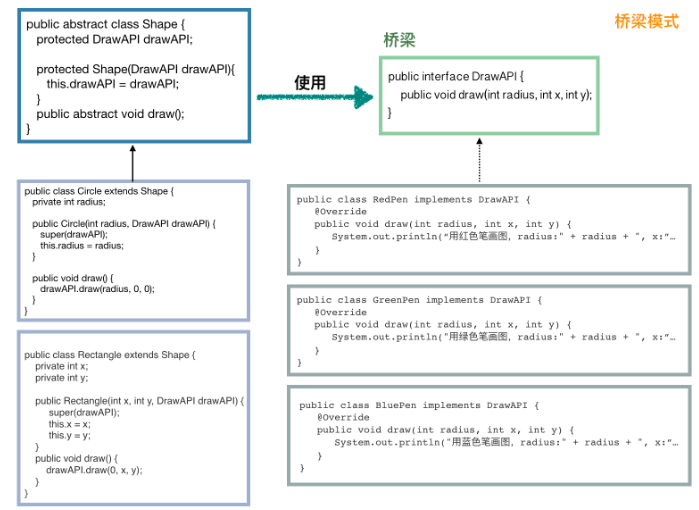 桥梁模式
public abstract class Shape {
protected DrawAPI drawAPI;
protected Shape(DrawAPI drawAPI){
this.drawAPI = drawAPI;
}
public abstract void draw();
}
使用
桥梁
public interface DrawAPI {
public void draw(int radius, int x, int y);
}
public class Circle extends Shape {
private int radius;
public Circle(int radius, DrawAPI drawAPI) {
super(drawAPI);
this.radius = radius;
}
public void draw() {
drawAPI.draw(radius, 0, 0);
}
}
public class Rectangle extends Shape {
private int x;
private int y;
public Rectangle(int x, int y, DrawAPI drawAPI) {
super(drawAPI);
this.x = x;
this.y = y;
}
public void draw() {
drawAPI.draw(0, x, y);
}
}
public class RedPen implements DrawAPI {
@Override
public void draw(int radius, int x, int y) {
System.out.println(“用红色笔画图，radius:" + radius + ", x:”…
}
}
public class GreenPen implements DrawAPI {
@Override
public void draw(int radius, int x, int y) {
System.out.println("用绿色笔画图，radius:" + radius + ", x:”…
}
}
public class BluePen implements DrawAPI {
@Override
public void draw(int radius, int x, int y) {
System.out.println("用蓝色笔画图，radius:" + radius + ", x:”…
}
}